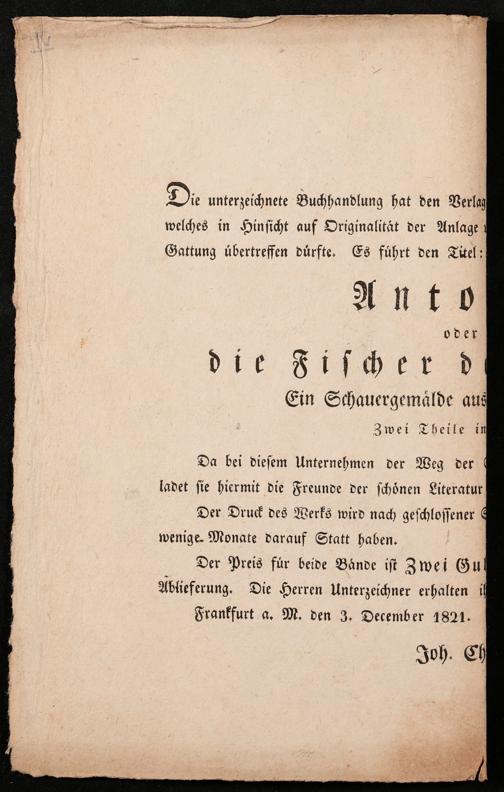 Die unterzeichnete Buchhandlung hat den Verlag
welches in Hinsicht auf Originalität der Anlage
Gattung übertreffen dürfte. Es führt den Titel:
Anto
oder
die Fischer de
Ein Schauergemälde aus
Zwei Theile in
Da bei diesem Unternehmen der Weg der
ladet sie hiermit die Freunde der schönen Literatur
Der Druck des Werks wird nach geschlossener
wenige Monate darauf Statt haben.
Der Preis für beide Bände ist Zwei Gul
Ablieferung. Die Herren Unterzeichner erhalten
Frankfurt a. M. den 3. December 1821.
Joh. Ch